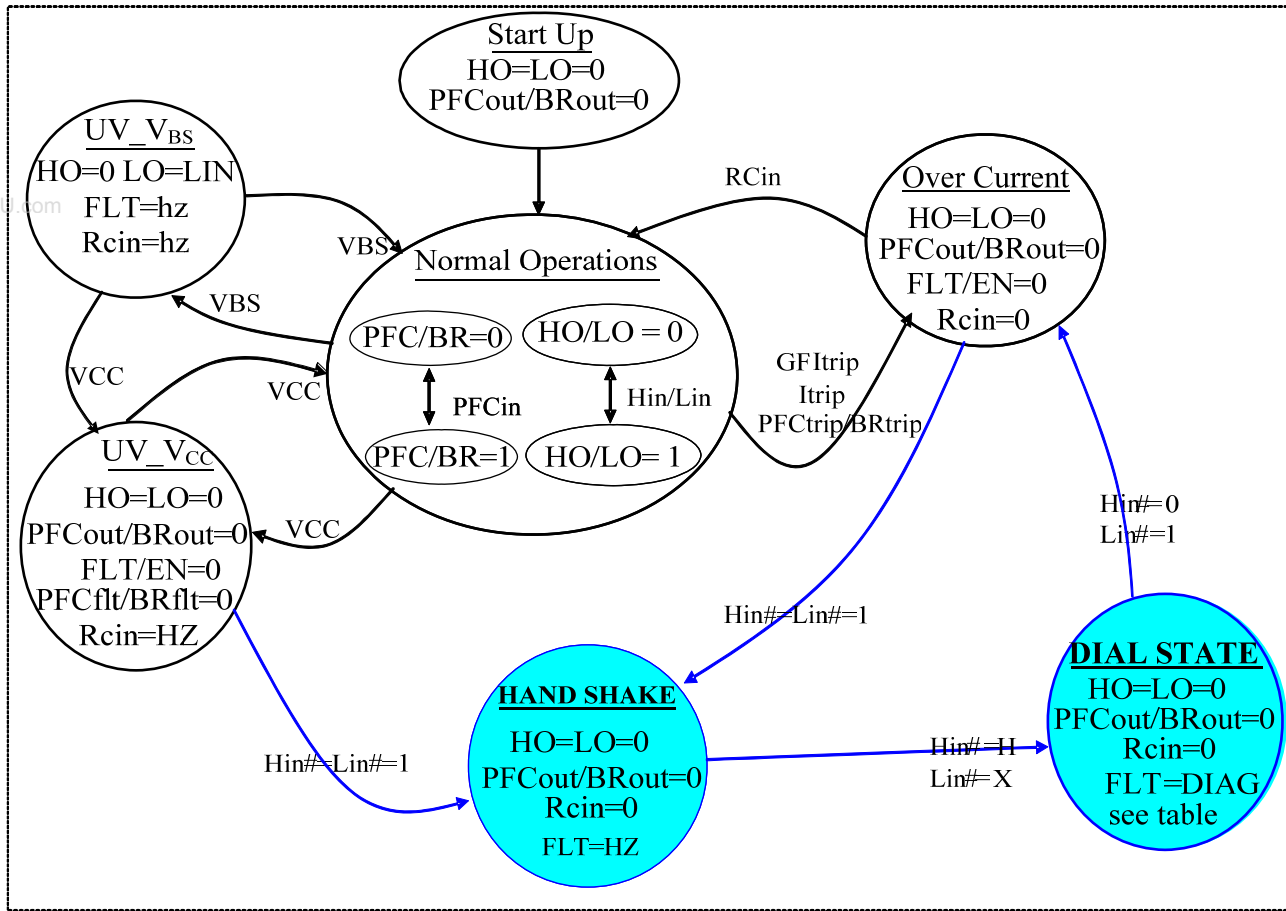 Start Up
HO=LO=0
PFCout/BRout=0
UV_VBS
HO=0 LO=LIN
FLT=hz
Rcin=hz
U.com
VBS
VBS
VCC
VCC
VCC
Normal Operations
PFC/BR=0
HO/LO = 0
PFCin
Hin/Lin
PFC/BR=1
HO/LO= 1
RCin
Over Current
HO=LO=0
PFCout/BRout=0
FLT/EN=0
Rcin=0
GFItrip
Itrip
PFCtrip/BRtrip
UV_VCC
HO=LO=0
PFCout/BRout=0
FLT/EN=0
PFCflt/BRflt=0
Rcin=HZ
Hin#=0
Lin#=1
Hin#=Lin#=1
Hin#=Lin#=1
HAND SHAKE
HO=LO=0
PFCout/BRout=0
Rcin=0
FLT=HZ
Hin#=H
Lin#=X
DIAL STATE
HO=LO=0
PFCout/BRout=0
Rcin=0
FLT=DIAG
see table